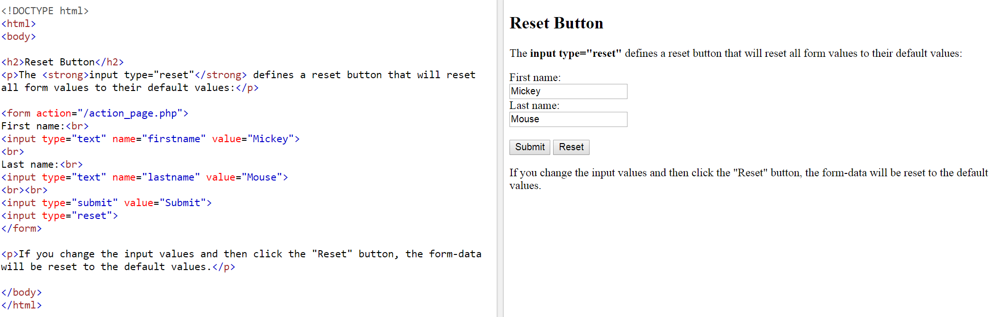 <!DOCTYPE html>
<html>
<body>
<h2>Reset Button</h2>
<p>The <strong>input type="reset"</strong> defines a reset button that will reset
all form values to their default values:</p>
<form action="/action_page.php">
First name:<br>
<input type="text" name="firstname" value="Mickey">
<br>
Last name:<br>
<input type="text" name="lastname" value="Mouse">
<br><br>
<input type="submit" value="Submit">
<input type="reset">
</form>
<p>If you change the input values and then click the "Reset" button, the form-data
will be reset to the default values.</p>
</body>
</html>
Reset Button
The input type="reset" defines a reset button that will reset all form values to their default values:
First name:
Mickey
Last name:
Mouse
Submit Reset
If you change the input values and then click the "Reset" button, the form-data will be reset to the default
values.